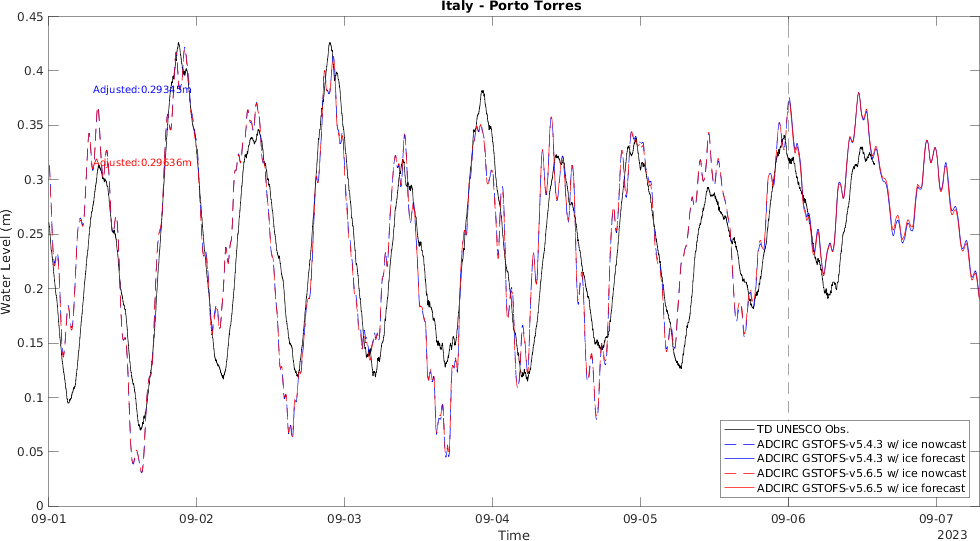 Italy - Porto Torres
0.45
0.4
0.35
0.3
0.25
0.2
0.15
0.1
0.05
0
Water Level (m)
Adjusted:0.29345m
Adjusted:0.29636m
TD UNESCO Obs.
ADCIRC GSTOFS-v5.4.3 w/ ice nowcast
ADCIRC GSTOFS-v5.4.3 w/ ice forecast
ADCIRC GSTOFS-v5.6.5 w/ ice nowcast
ADCIRC GSTOFS-v5.6.5 w/ ice forecast
09-01 09-02 09-03 09-04 09-05 09-06 09-07
Time
2023